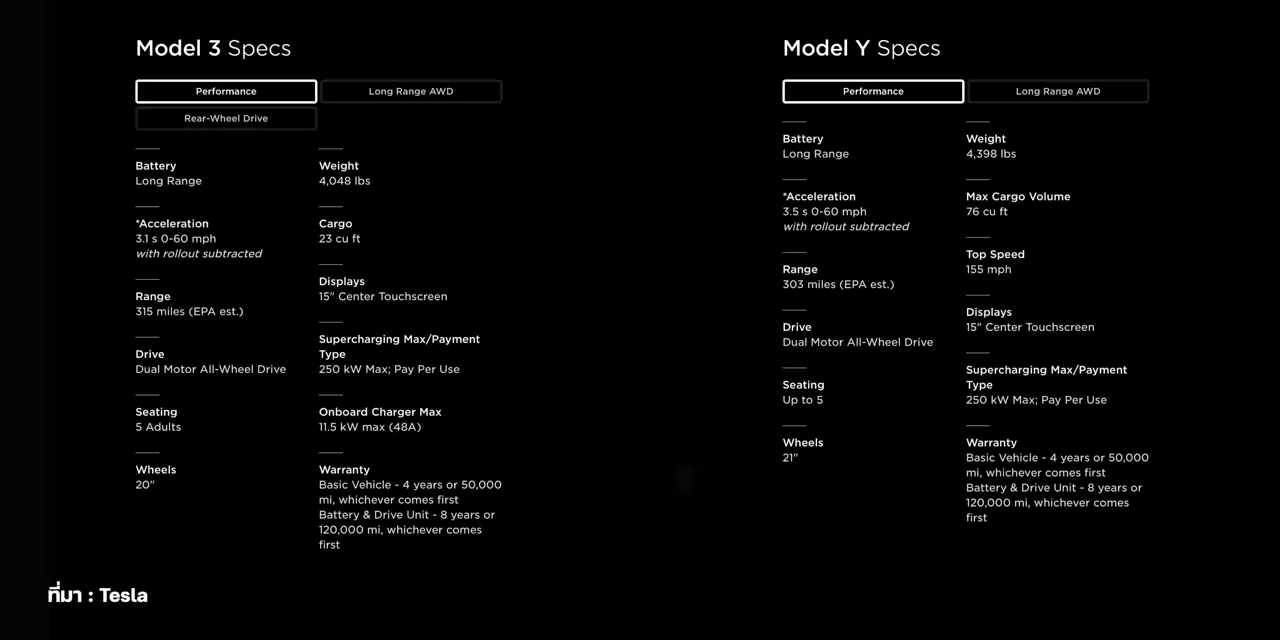 Model 3 Specs
Performance
Long Range AWD
Rear-Wheel Drive
Battery
Long Range
*Acceleration
3.1 s 0-60 mph
with rollout subtracted
Range
315 miles (EPA est.)
Drive
Dual Motor All-Wheel Drive
Seating
5 Adults
Wheels
20"
Weight
4,048 lbs
Cargo
23 cu ft
Displays
15" Center Touchscreen
Supercharging Max/Payment
Type
250 kW Max; Pay Per Use
Onboard Charger Max
11.5 kW max (48A)
Warranty
Basic Vehicle - 4 years or 50,000
mi, whichever comes first
Battery & Drive Unit - 8 years or
120,000 mi, whichever comes
first
Model Y Specs
Performance
Long Range AWD
Battery
Long Range
*Acceleration
3.5 s 0-60 mph
with rollout subtracted
Range
303 miles (EPA est.)
Drive
Dual Motor All-Wheel Drive
Seating
Up to 5
Wheels
21"
Weight
4,398 lbs
Max Cargo Volume
76 cu ft
Top Speed
155 mph
Displays
15" Center Touchscreen
Supercharging Max/Payment
Type
250 kW Max; Pay Per Use
Warranty
Basic Vehicle - 4 years or 50,000
mi, whichever comes first
Battery & Drive Unit - 8 years or
120,000 mi, whichever comes
first
ที่มา : Tesla